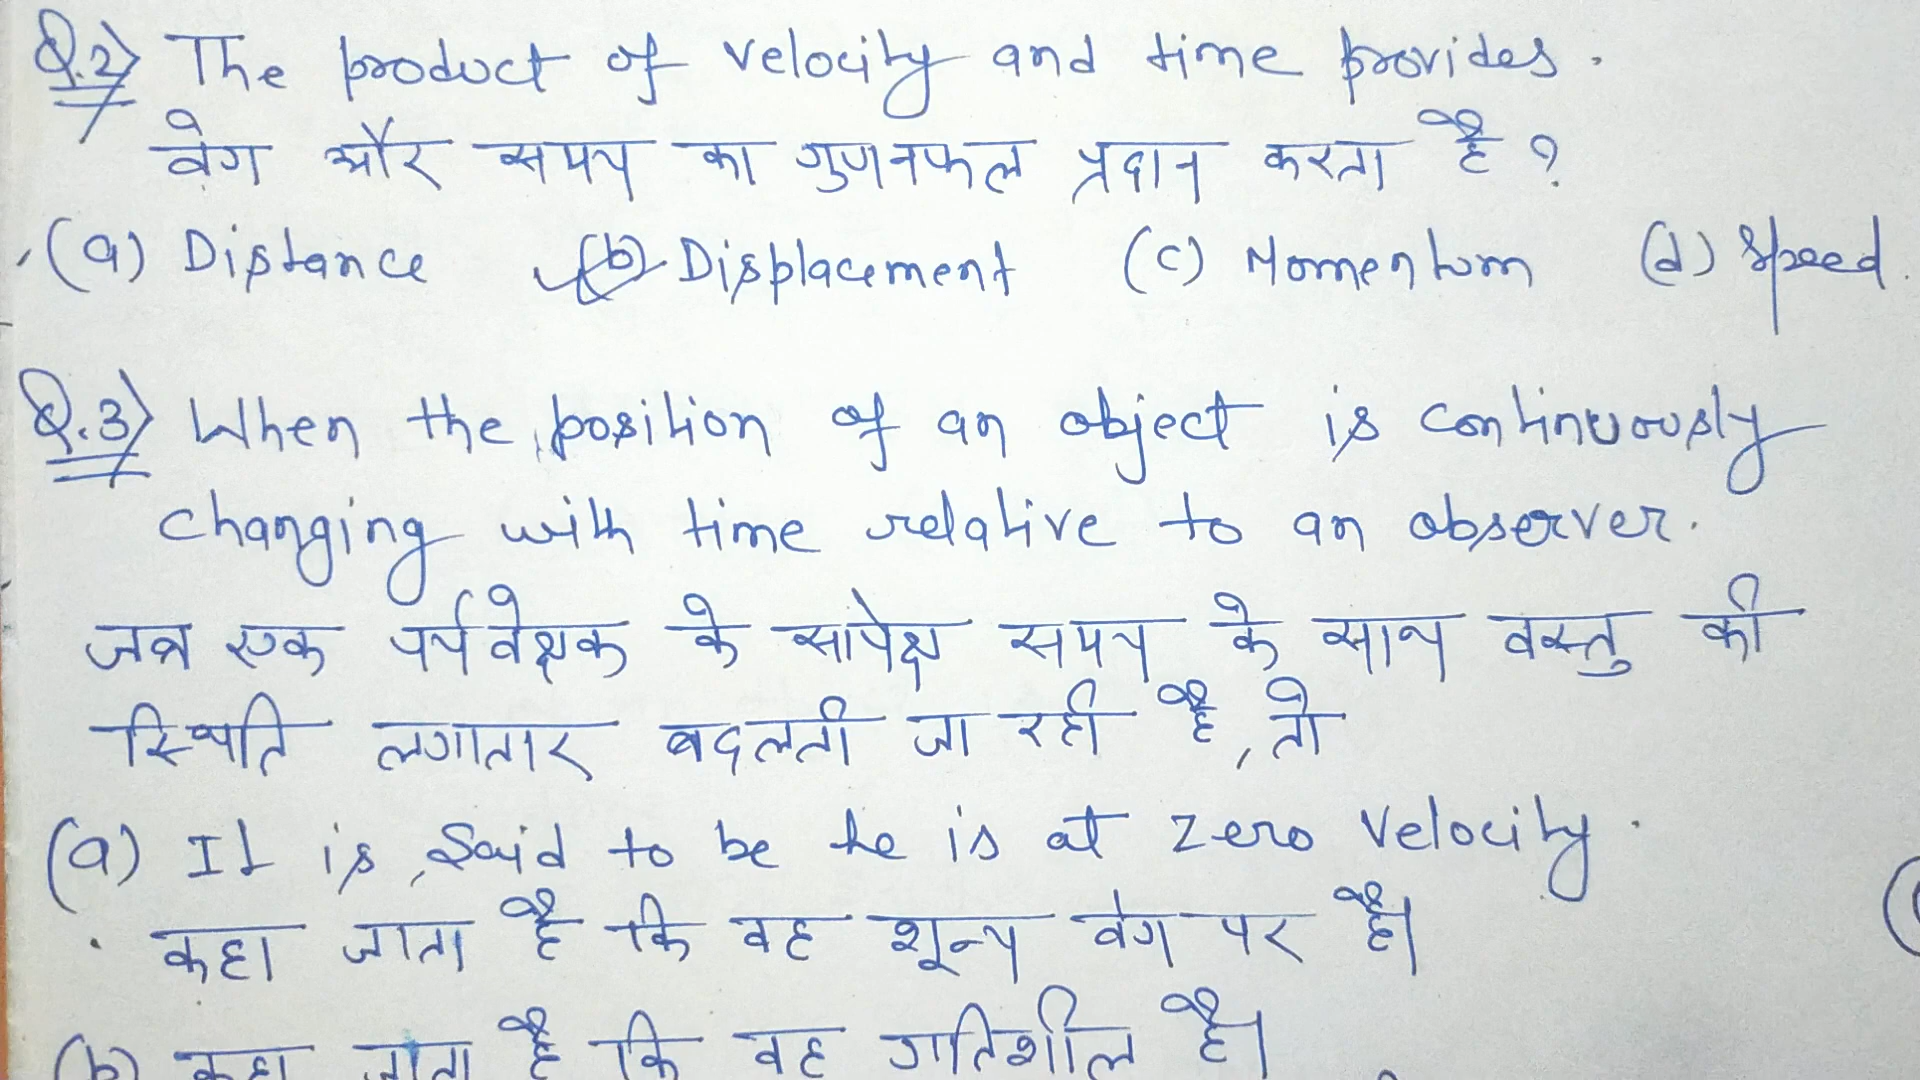 Q.2) The product of velocity and time provides.
वेग और समय का गुणनफल प्रदान करता है?
(a) Distance (b) Displacement (c) Momentum (d) Speed.
Q.3) When the position of an object is continuously
changing with time relative to an observer.
जब एक पर्यवेक्षक के सापेक्ष समय के साथ वस्तु की
स्थिति लगातार बदलती जा रही है, तो
(a) It is said to be he is at zero velocity.
कहा जाता है कि वह शून्य वेग पर है।
(b) कहा जाता है कि वह गतिशील है।